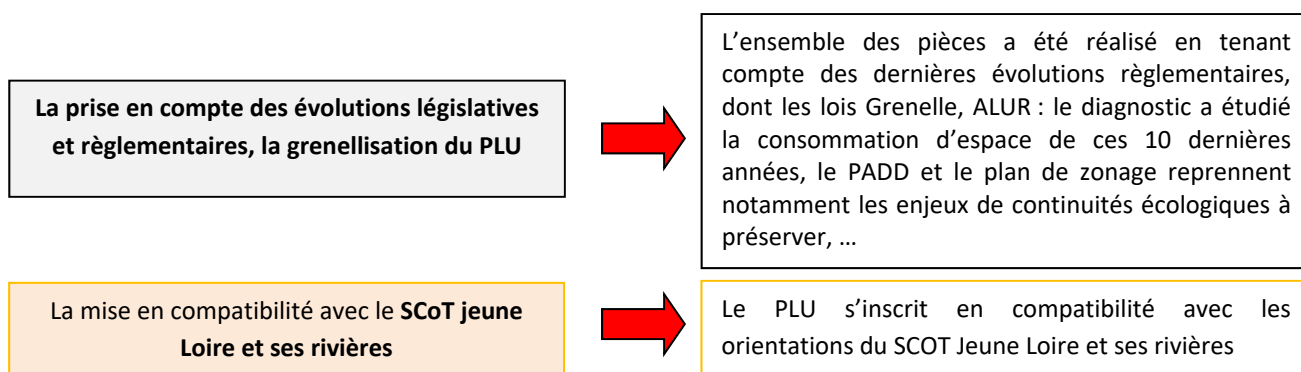 La prise en compte des évolutions législatives
et règlementaires, la grenellisation du PLU
L’ensemble des pièces a été réalisé en tenant
compte des dernières évolutions règlementaires,
dont les lois Grenelle, ALUR : le diagnostic a étudié
la consommation d’espace de ces 10 dernières
années, le PADD et le plan de zonage reprennent
notamment les enjeux de continuités écologiques à
préserver, …
La mise en compatibilité avec le SCoT jeune
Loire et ses rivières
Le PLU s’inscrit en compatibilité avec les
orientations du SCOT Jeune Loire et ses rivières